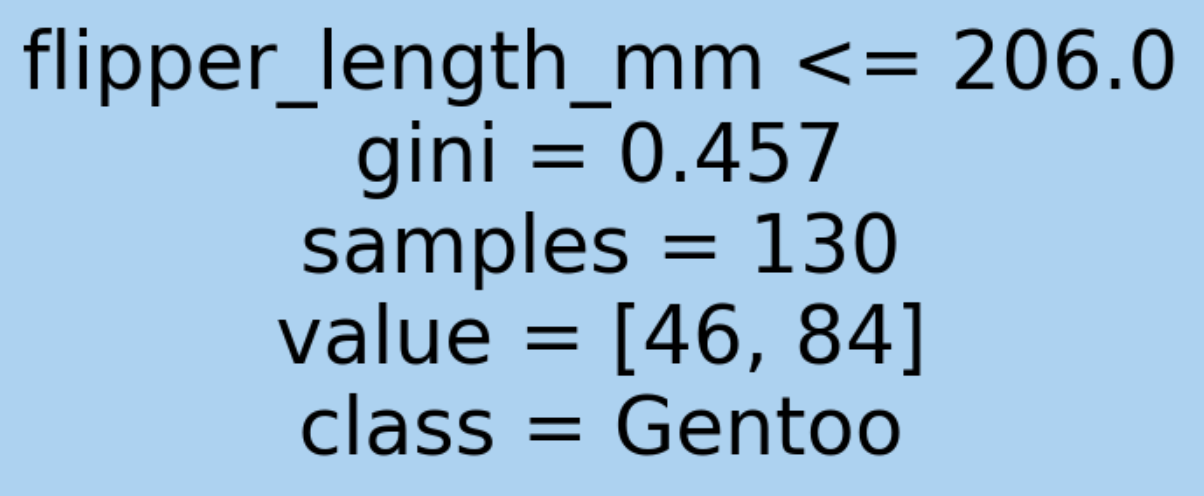 flipper_length_mm <= 206.0
gini = 0.457
samples = 130
value = [46, 84]
class = Gentoo